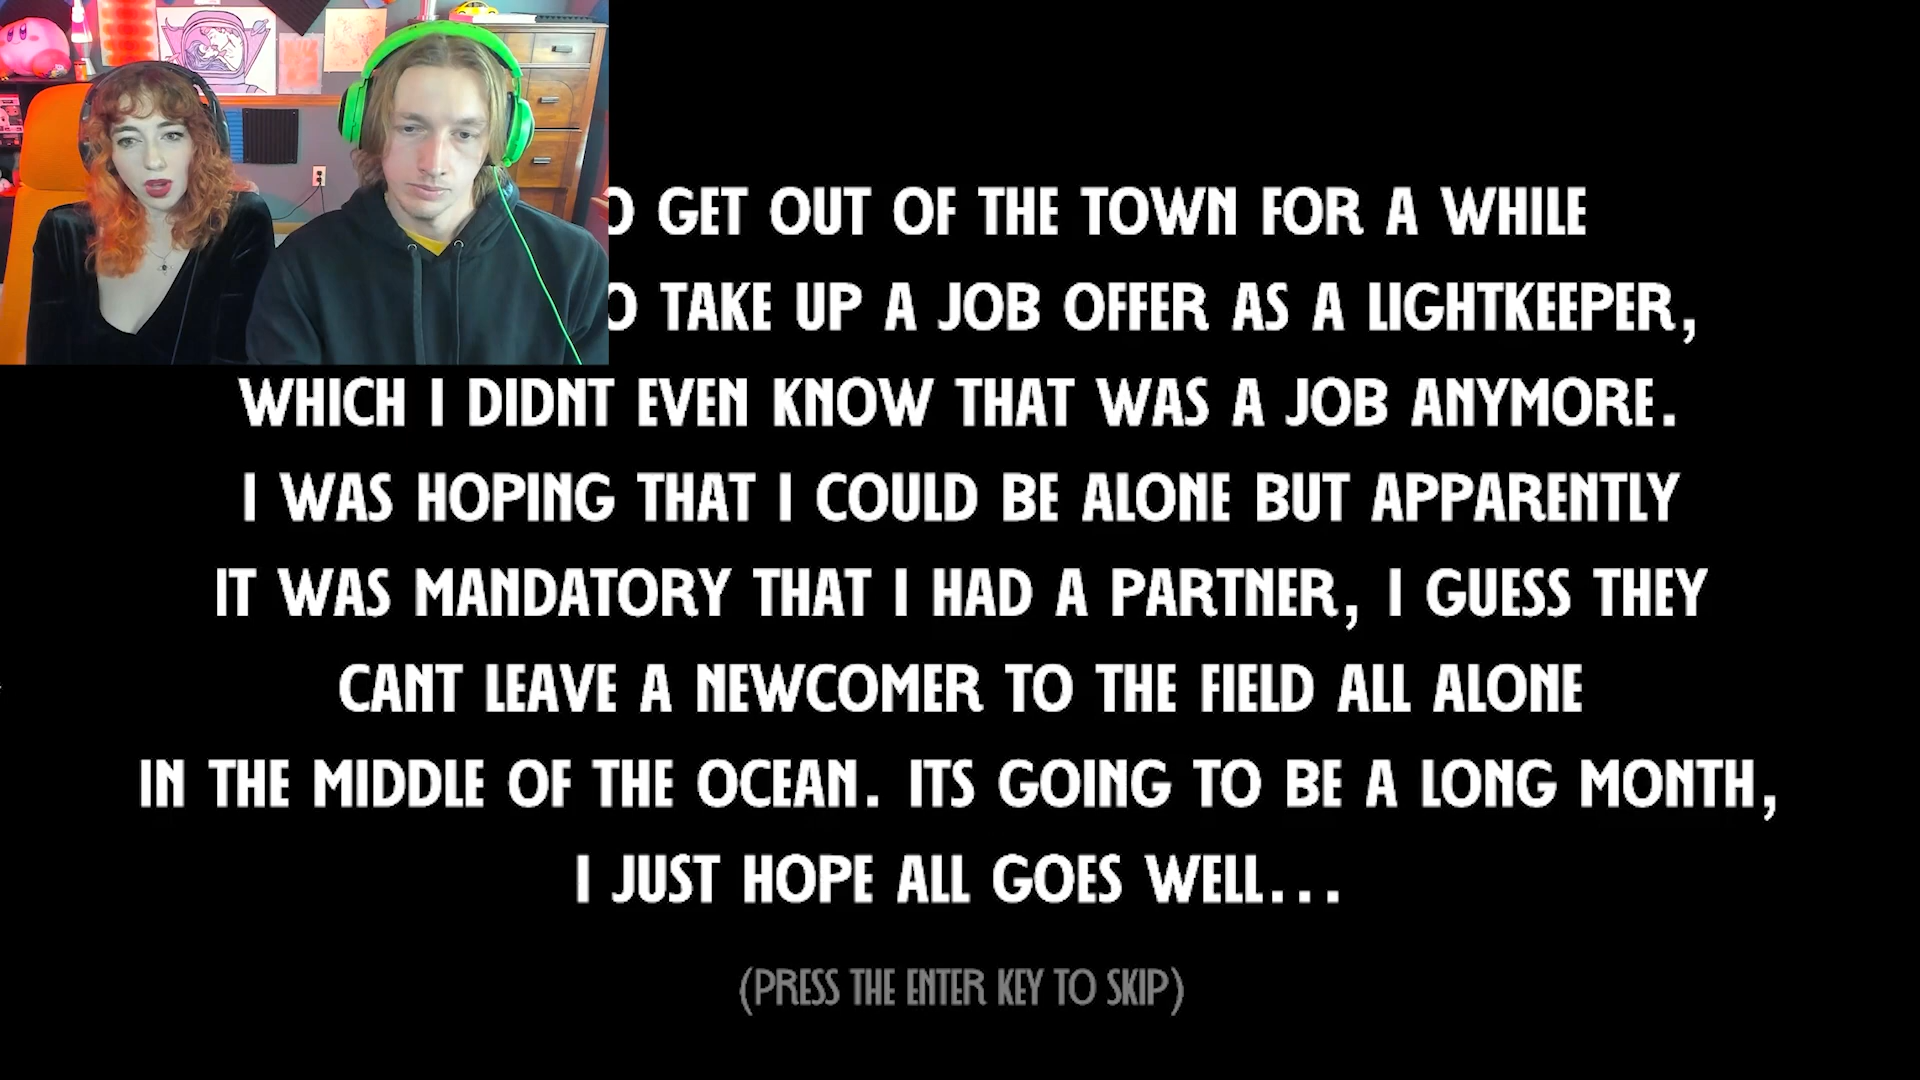 GET OUT OF THE TOWN FOR A WHILE
TAKE UP A JOB OFFER AS A LIGHTKEEPER,
WHICH I DIDNT EVEN KNOW THAT WAS A JOB ANYMORE.
I WAS HOPING THAT I COULD BE ALONE BUT APPARENTLY
IT WAS MANDATORY THAT I HAD A PARTNER, I GUESS THEY
CANT LEAVE A NEWCOMER TO THE FIELD ALL ALONE
IN THE MIDDLE OF THE OCEAN. ITS GOING TO BE A LONG MONTH,
I JUST HOPE ALL GOES WELL...
(PRESS THE ENTER KEY TO SKIP)